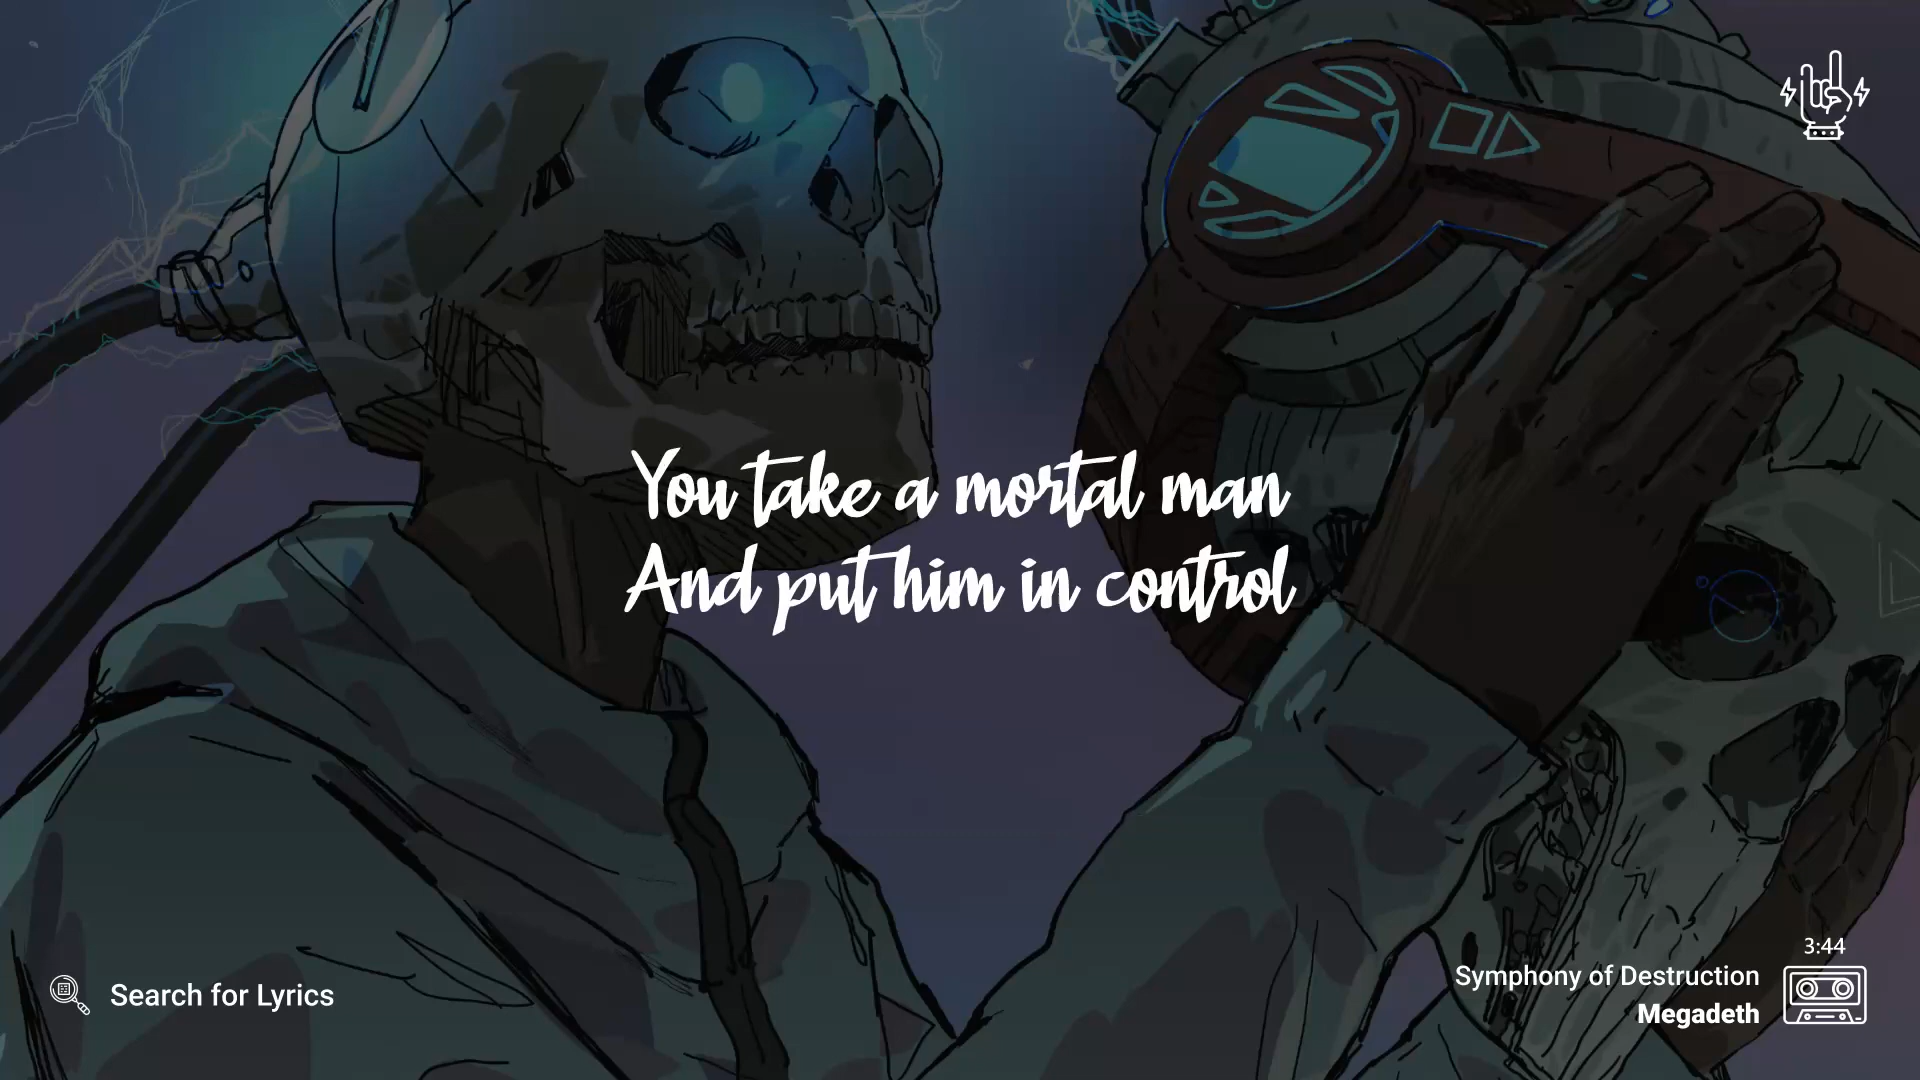 You take a mortal man
And put him in control
Search for Lyrics
3:44
Symphony of Destruction
Megadeth